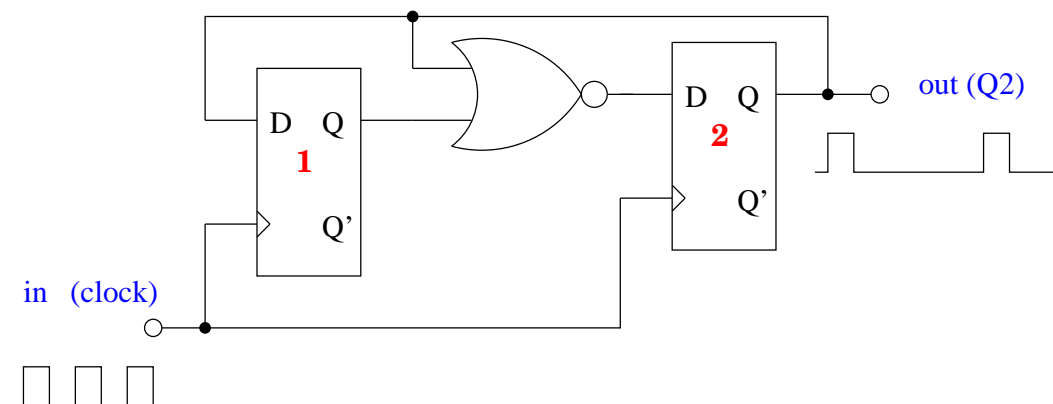 out (Q2)
D Q
2
Q'
D Q
1
Q'
in (clock)